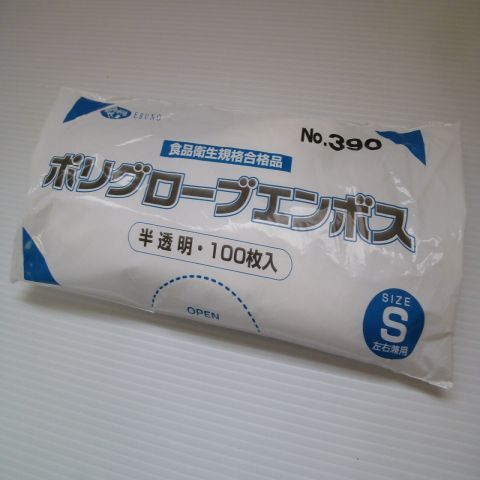 EBUNO
No.390
食品衛生規格合格品
ポリグローブエンボス
半透明・100枚入
OPEN
SIZE
S
左右兼用